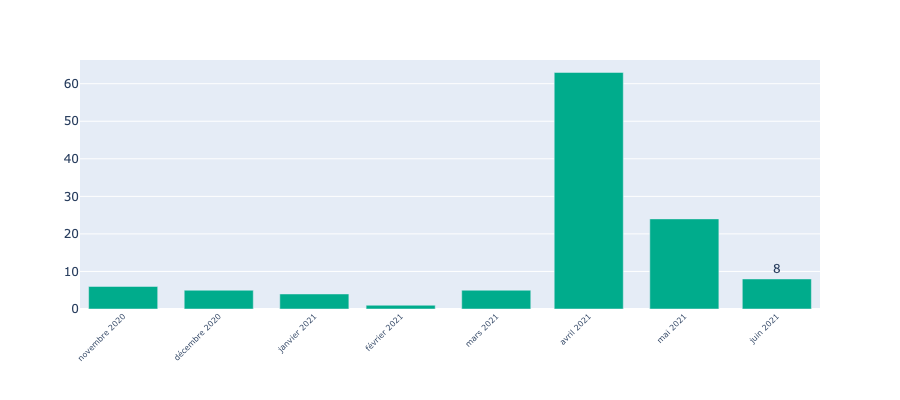 60
50
40
30
20
10
0
8
novembre 2020
décembre 2020
janvier 2021
février 2021
mars 2021
avril 2021
mai 2021
juin 2021